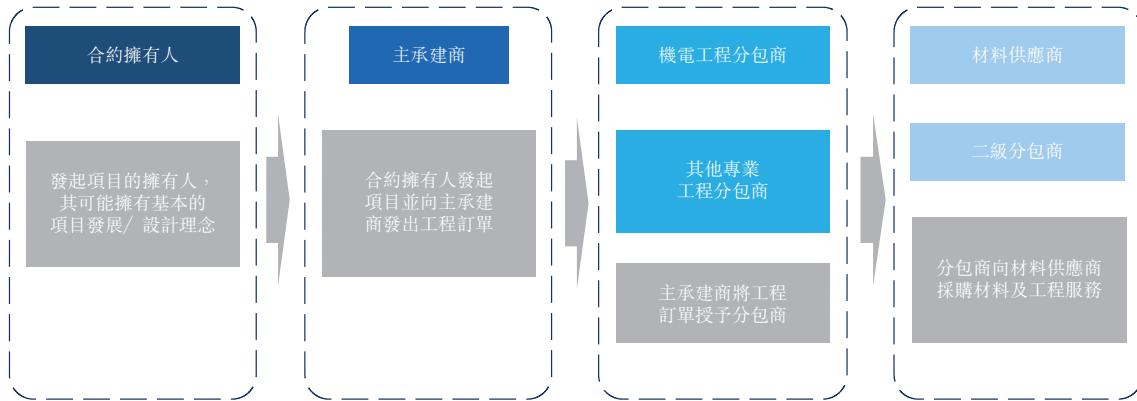 合約擁有人
發起項目的擁有人，
其可能擁有基本的
項目發展/ 設計理念
主承建商
合約擁有人發起
項目並向主承建
商發出工程訂單
機電工程分包商
其他專業
工程分包商
主承建商將工程
訂單授予分包商
材料供應商
二級分包商
分包商向材料供應商
採購材料及工程服務